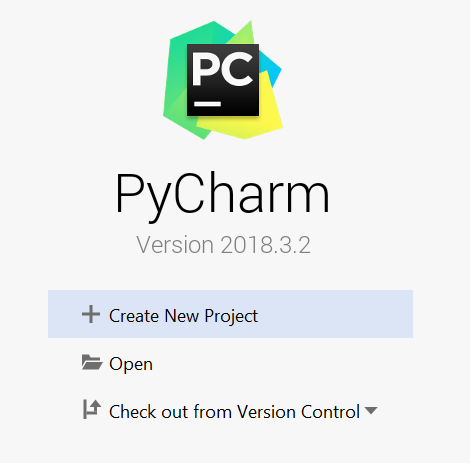 PC
PyCharm
Version 2018.3.2
Create New Project
Open
Check out from Version Control